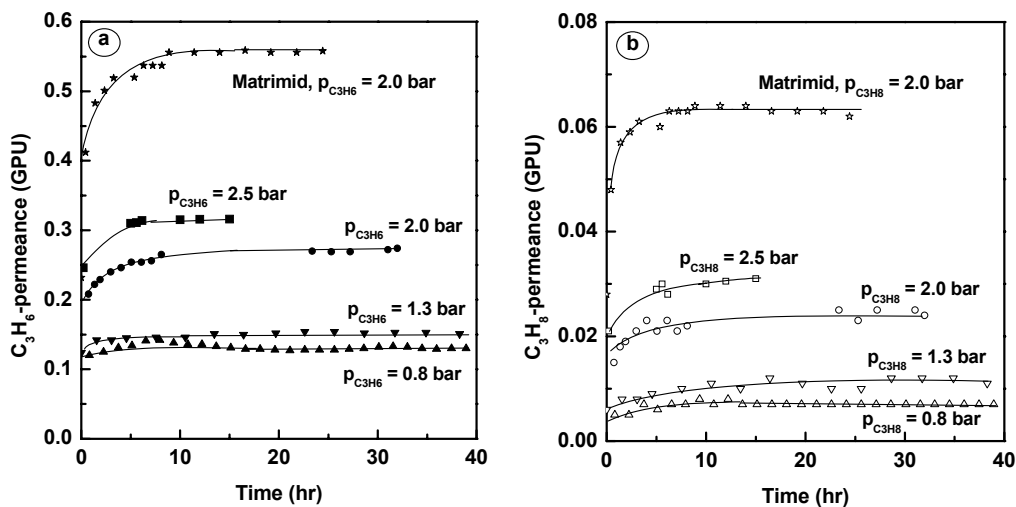 a
C₃H₆-permeance (GPU)
0.6
0.5
0.4
0.3
0.2
0.1
0.0
Matrimid, pC3H6 = 2.0 bar
pC3H6 = 2.5 bar
pC3H6 = 2.0 bar
pC3H6 = 1.3 bar
pC3H6 = 0.8 bar
0 10 20 30 40
Time (hr)
b
C₃H₈-permeance (GPU)
0.08
0.06
0.04
0.02
0.00
Matrimid, pC3H8 = 2.0 bar
pC3H8 = 2.5 bar
pC3H8 = 2.0 bar
pC3H8 = 1.3 bar
pC3H8 = 0.8 bar
0 10 20 30 40
Time (hr)